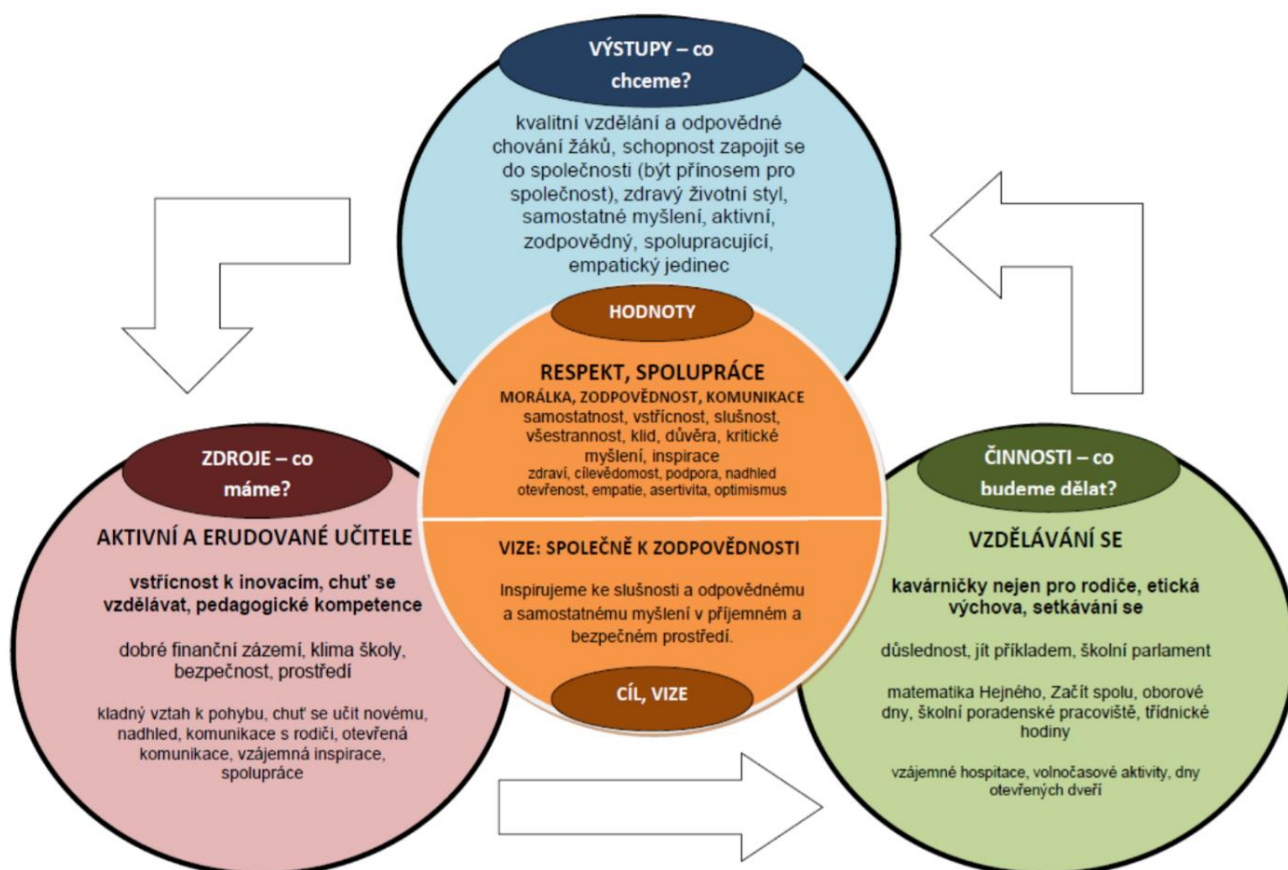 VÝSTUPY – co
chceme?
kvalitní vzdělání a odpovědné
chování žáků, schopnost zapojit se
do společnosti (být přínosem pro
společnost), zdravý životní styl,
samostatné myšlení, aktivní,
zodpovědný, spolupracující,
empatický jedinec
HODNOTY
RESPEKT, SPOLUPRÁCE
MORÁLKA, ZODPOVĚDNOST, KOMUNIKACE
samostatnost, vstřícnost, slušnost,
všestrannost, klid, důvěra, kritické
myšlení, inspirace
zdraví, cílevědomost, podpora, nadhled
otevřenost, empatie, asertivita, optimismus
VIZE: SPOLEČNĚ K ZODPOVĚDNOSTI
Inspirujeme ke slušnosti a odpovědnému
a samostatnému myšlení v příjemném a
bezpečném prostředí.
CÍL, VIZE
ZDROJE – co
máme?
AKTIVNÍ A ERUDOVANÉ UČITELE
vstřícnost k inovacím, chuť se
vzdělávat, pedagogické kompetence
dobré finanční zázemí, klima školy,
bezpečnost, prostředí
kladný vztah k pohybu, chuť se učit novému,
nadhled, komunikace s rodiči, otevřená
komunikace, vzájemná inspirace,
spolupráce
ČINNOSTI – co
budeme dělat?
VZDĚLÁVÁNÍ SE
kavárničky nejen pro rodiče, etická
výchova, setkávání se
důslednost, jít příkladem, školní parlament
matematika Hejného, Začít spolu, oborové
dny, školní poradenské pracoviště, třídnické
hodiny
vzájemné hospitace, volnočasové aktivity, dny
otevřených dveří